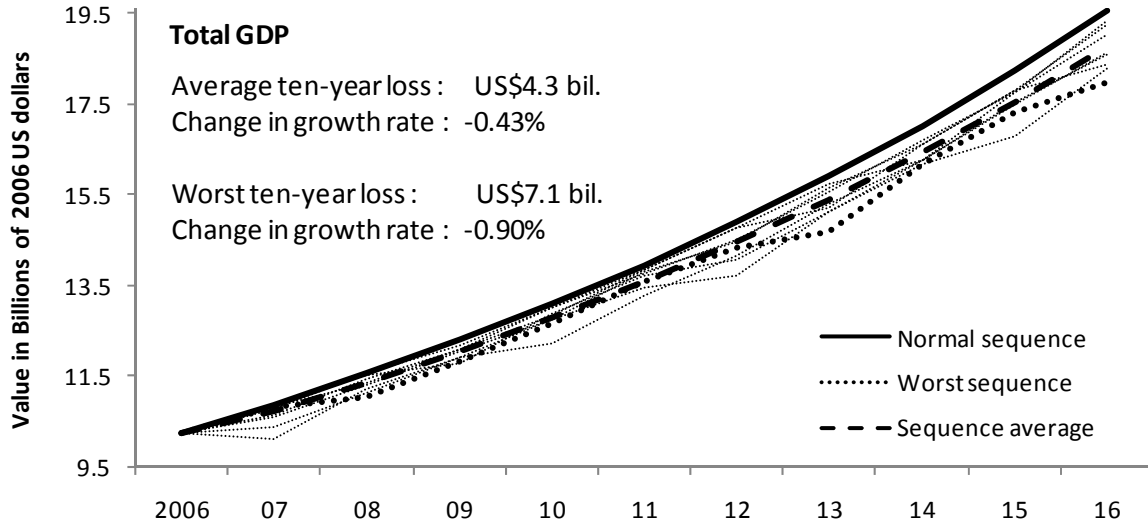 Value in Billions of 2006 US dollars
19.5
17.5
15.5
13.5
11.5
9.5
Total GDP
Average ten-year loss : US$4.3 bil.
Change in growth rate : -0.43%
Worst ten-year loss : US$7.1 bil.
Change in growth rate : -0.90%
Normal sequence
Worst sequence
Sequence average
2006 07 08 09 10 11 12 13 14 15 16